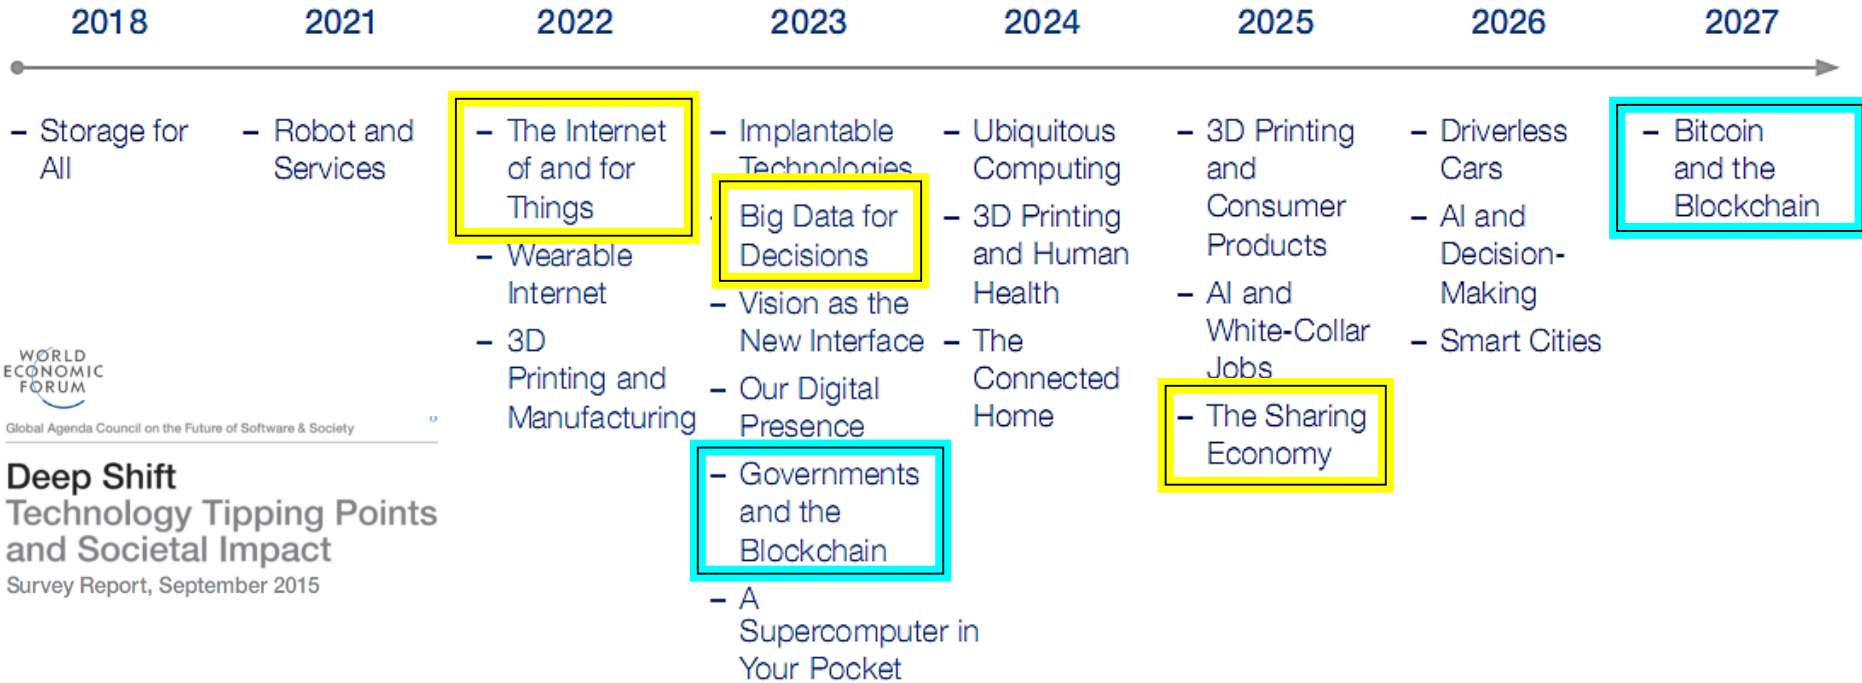 2018 2021 2022 2023 2024 2025 2026 2027
– Storage for
All
– Robot and
Services
– The Internet
of and for
Things
– Wearable
Internet
– 3D
Printing and
Manufacturing
– Implantable
Technologies
Big Data for
Decisions
– Vision as the
New Interface
– Our Digital
Presence
– Governments
and the
Blockchain
– A
Supercomputer in
Your Pocket
– Ubiquitous
Computing
– 3D Printing
and Human
Health
– The
Connected
Home
– 3D Printing
and
Consumer
Products
– AI and
White-Collar
Jobs
– The Sharing
Economy
– Driverless
Cars
– AI and
Decision-
Making
– Smart Cities
– Bitcoin
and the
Blockchain
WORLD
ECONOMIC
FORUM
Global Agenda Council on the Future of Software & Society
Deep Shift
Technology Tipping Points
and Societal Impact
Survey Report, September 2015